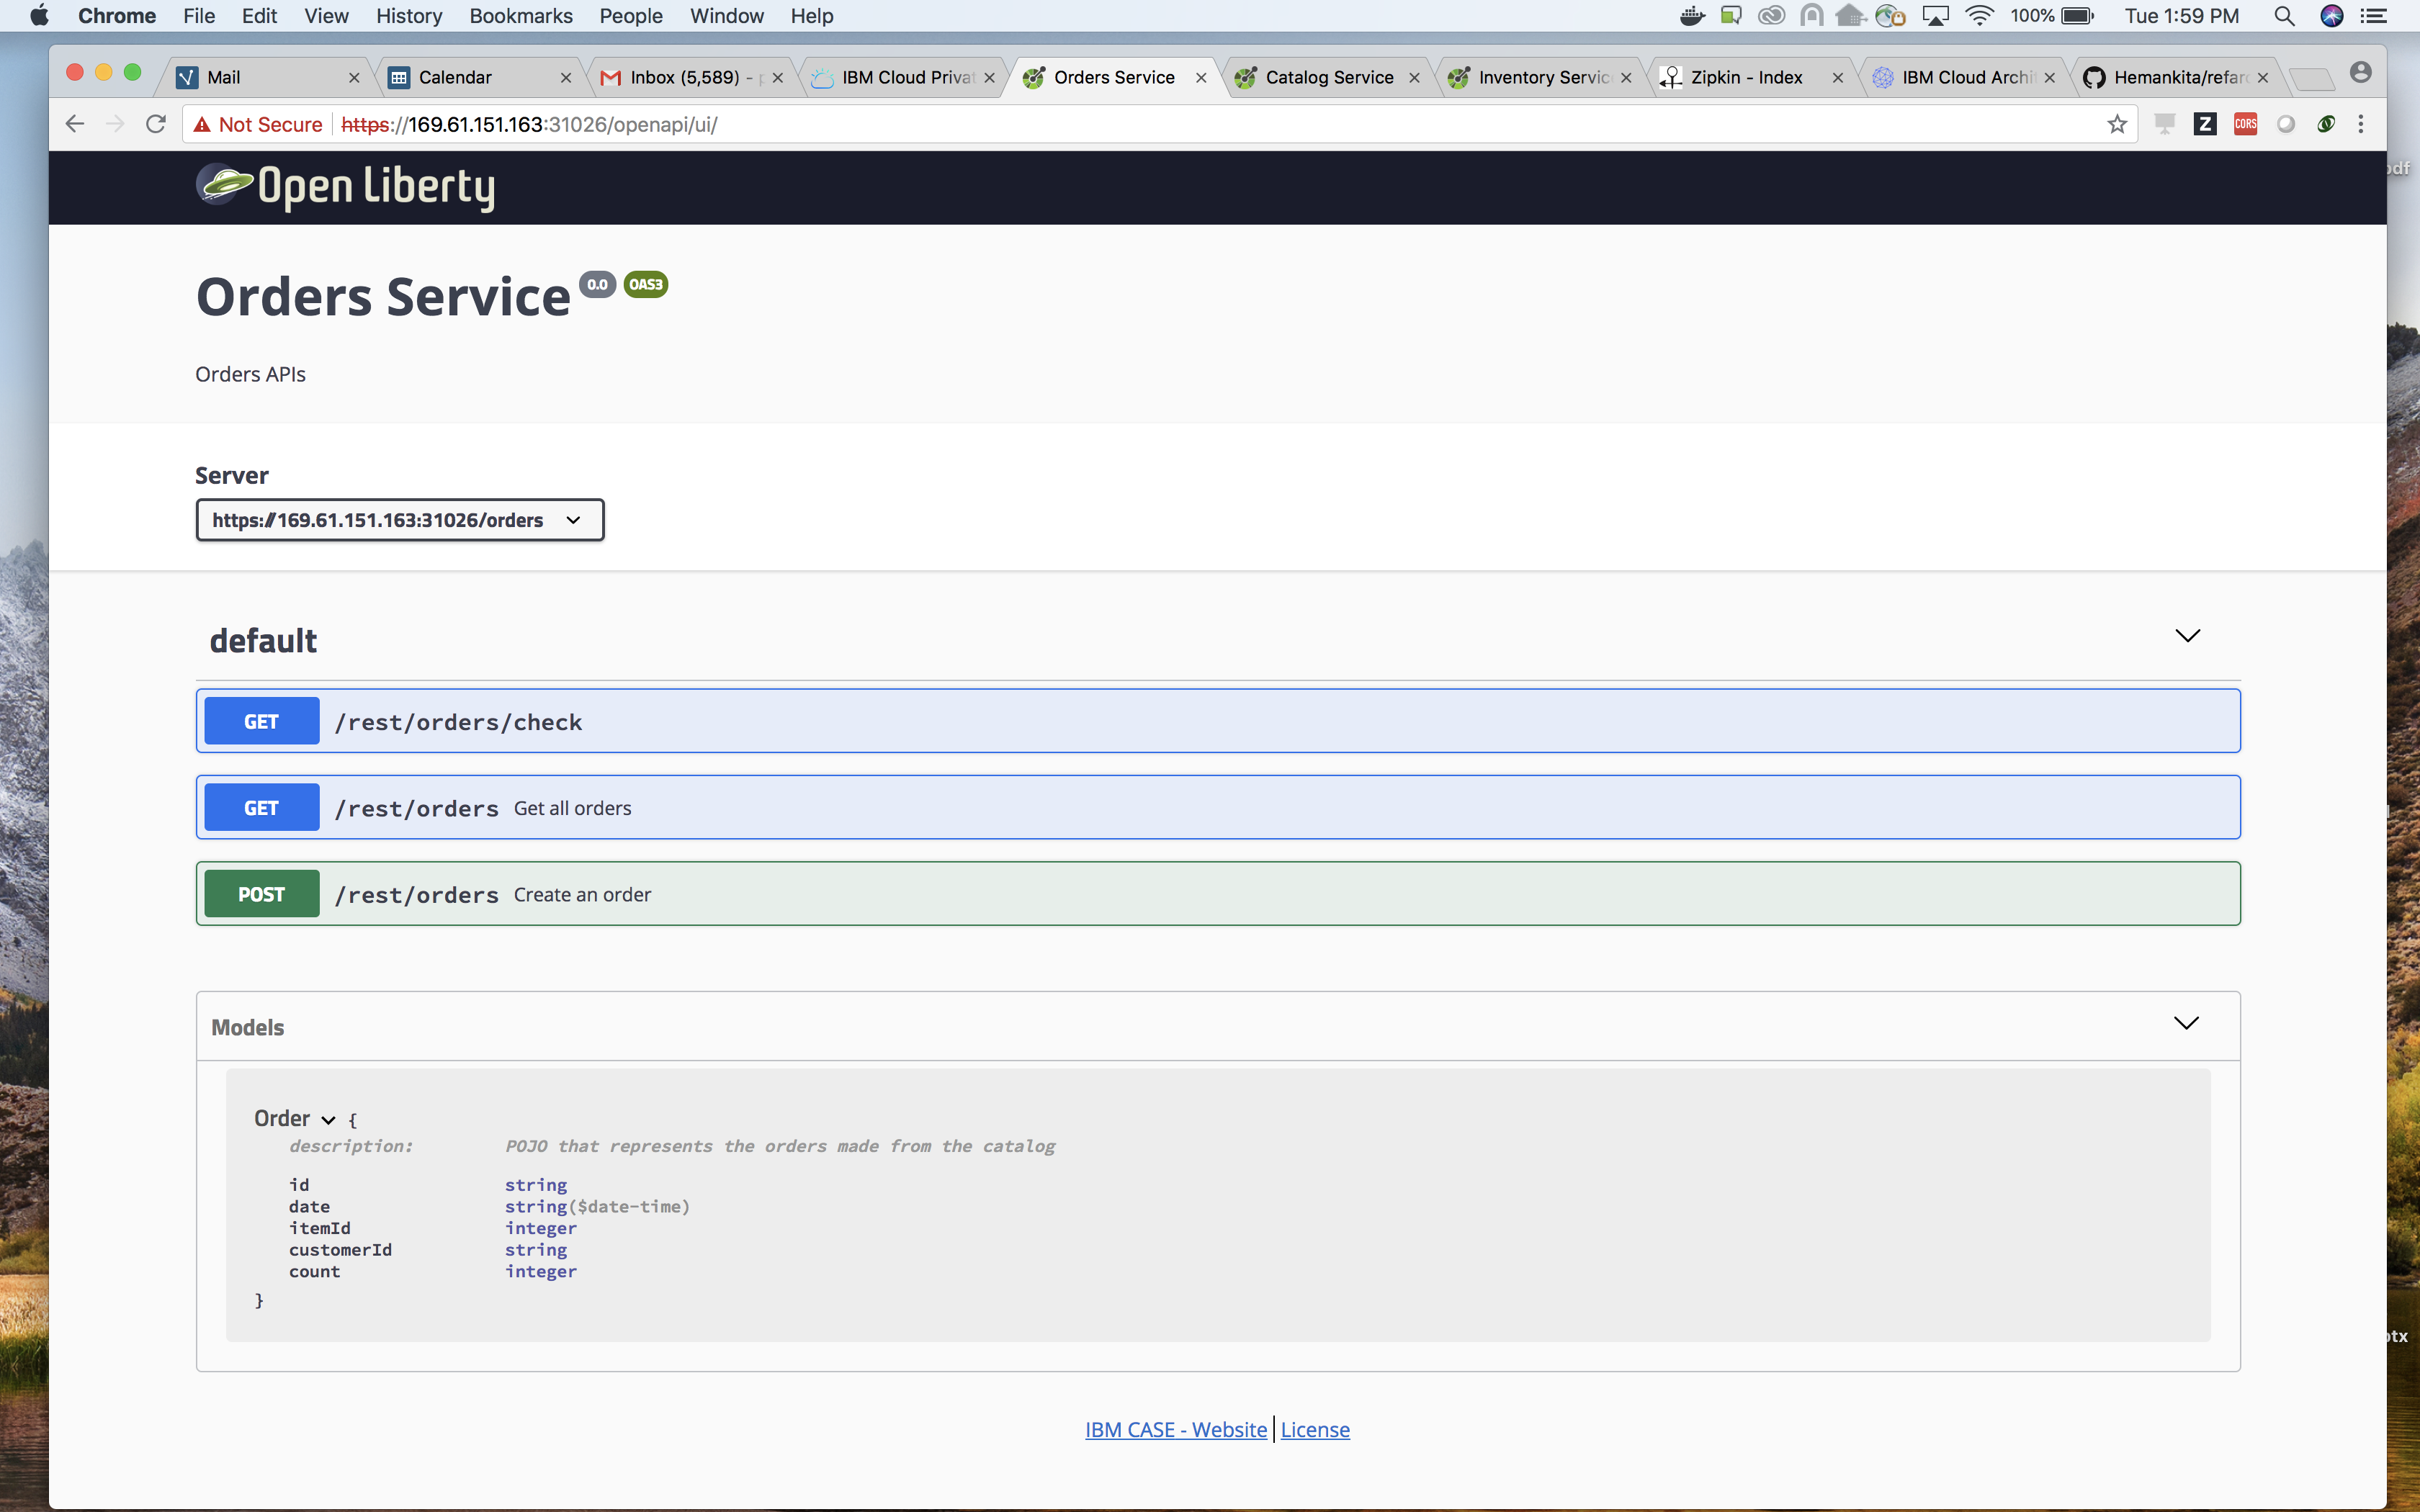 Chrome File Edit View History Bookmarks People Window Help 100% Tue 1:59 PM
Mail Calendar Inbox (5,589) - IBM Cloud Privat Orders Service Catalog Service Inventory Servic Zipkin - Index IBM Cloud Archi Hemankita/refar
Not Secure https://169.61.151.163:31026/openapi/ui/ Z CORS
Open Liberty
Orders Service 0.0 OAS3
Orders APIs
Server
https://169.61.151.163:31026/orders
default
GET /rest/orders/check
GET /rest/orders Get all orders
POST /rest/orders Create an order
Models
Order {
description: POJO that represents the orders made from the catalog
id string
date string($date-time)
itemId integer
customerId string
count integer
}
IBM CASE - Website License